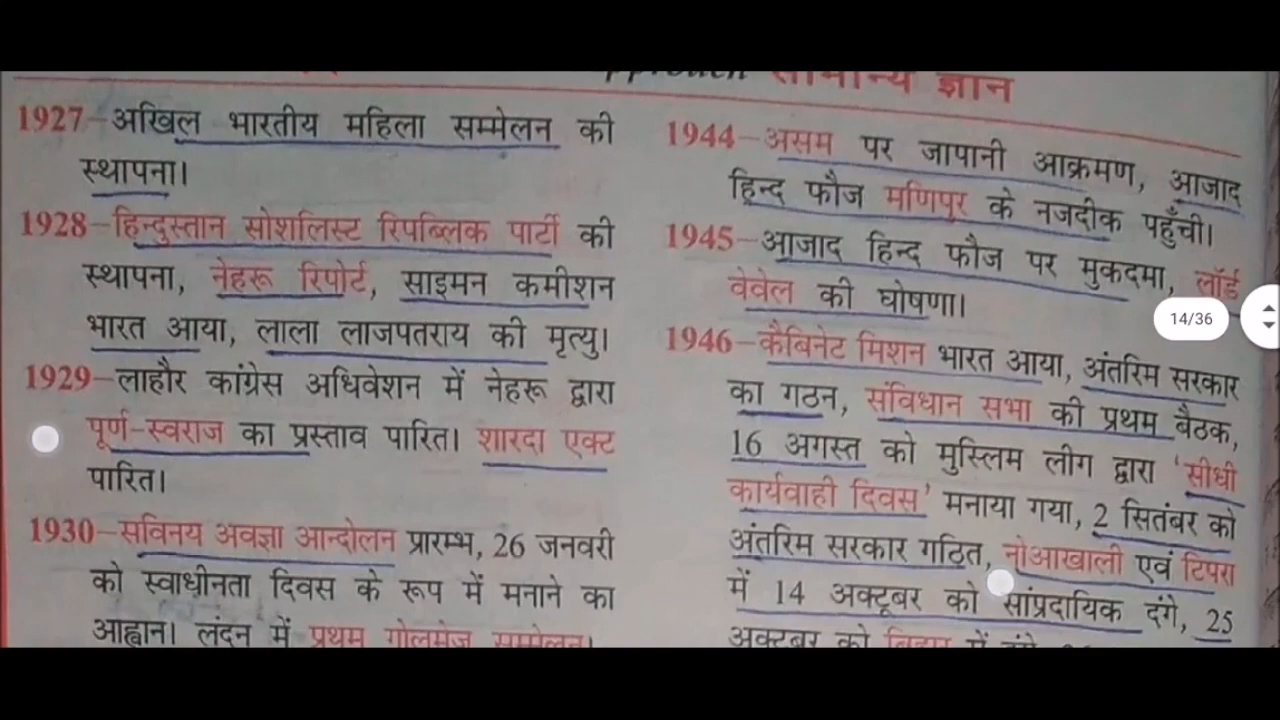 सामान्य ज्ञान
1927–अखिल भारतीय महिला सम्मेलन की
स्थापना।
1928–हिन्दुस्तान सोशलिस्ट रिपब्लिक पार्टी की
स्थापना, नेहरू रिपोर्ट, साइमन कमीशन
भारत आया, लाला लाजपतराय की मृत्यु।
1929–लाहौर कांग्रेस अधिवेशन में नेहरू द्वारा
पूर्ण-स्वराज का प्रस्ताव पारित। शारदा एक्ट
पारित।
1930–सविनय अवज्ञा आन्दोलन प्रारम्भ, 26 जनवरी
को स्वाधीनता दिवस के रूप में मनाने का
आह्वान। लंदन में प्रथम गोलमेज सम्मेलन।
1944–असम पर जापानी आक्रमण, आजाद
हिन्द फौज मणिपुर के नजदीक पहुँची।
1945–आजाद हिन्द फौज पर मुकदमा, लॉर्ड
वेवेल की घोषणा।
1946–कैबिनेट मिशन भारत आया, अंतरिम सरकार
का गठन, संविधान सभा की प्रथम बैठक,
16 अगस्त को मुस्लिम लीग द्वारा 'सीधी
कार्यवाही दिवस' मनाया गया, 2 सितंबर को
अंतरिम सरकार गठित, नोआखाली एवं टिपरा
में 14 अक्टूबर को सांप्रदायिक दंगे, 25
अक्टूबर को बिहार में दंगे,
14/36